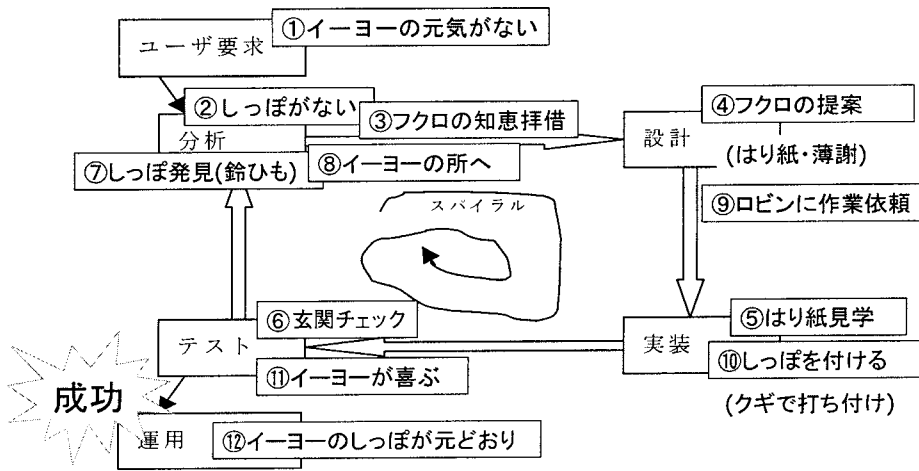 ①イーヨーの元気がない
ユーザ要求
②しっぽがない
③フクロの知恵拝借
④フクロの提案
分析
設計
(はり紙・薄謝)
⑦しっぽ発見(鈴ひも)
⑧イーヨーの所へ
⑨ロビンに作業依頼
スパイラル
⑥玄関チェック
⑤はり紙見学
テスト
実装
⑪イーヨーが喜ぶ
⑩しっぽを付ける
成功
(クギで打ち付け)
運用
⑫イーヨーのしっぽが元どおり